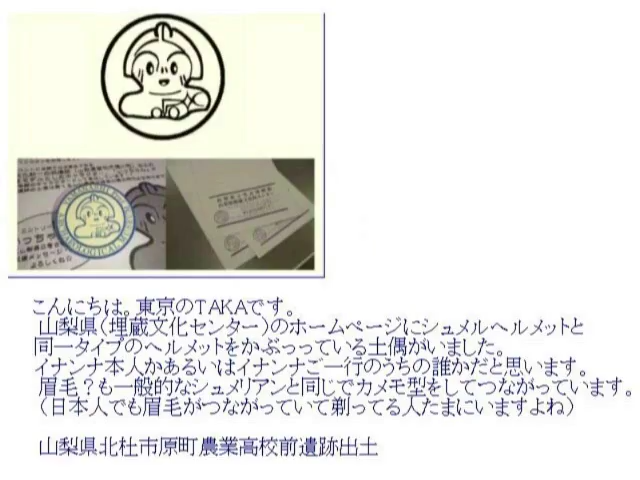 こんにちは。東京のTAKAです。
山梨県(埋蔵文化センター)のホームページにシュメルヘルメットと
同一タイプのヘルメットをかぶっっている土偶がいました。
イナンナ本人かあるいはイナンナご一行のうちの誰かだと思います。
眉毛?も一般的なシュメリアンと同じでカメモ型をしてつながっています。
(日本人でも眉毛がつながっていて剃ってる人たまにいますよね)
山梨県北杜市原町農業高校前遺跡出土